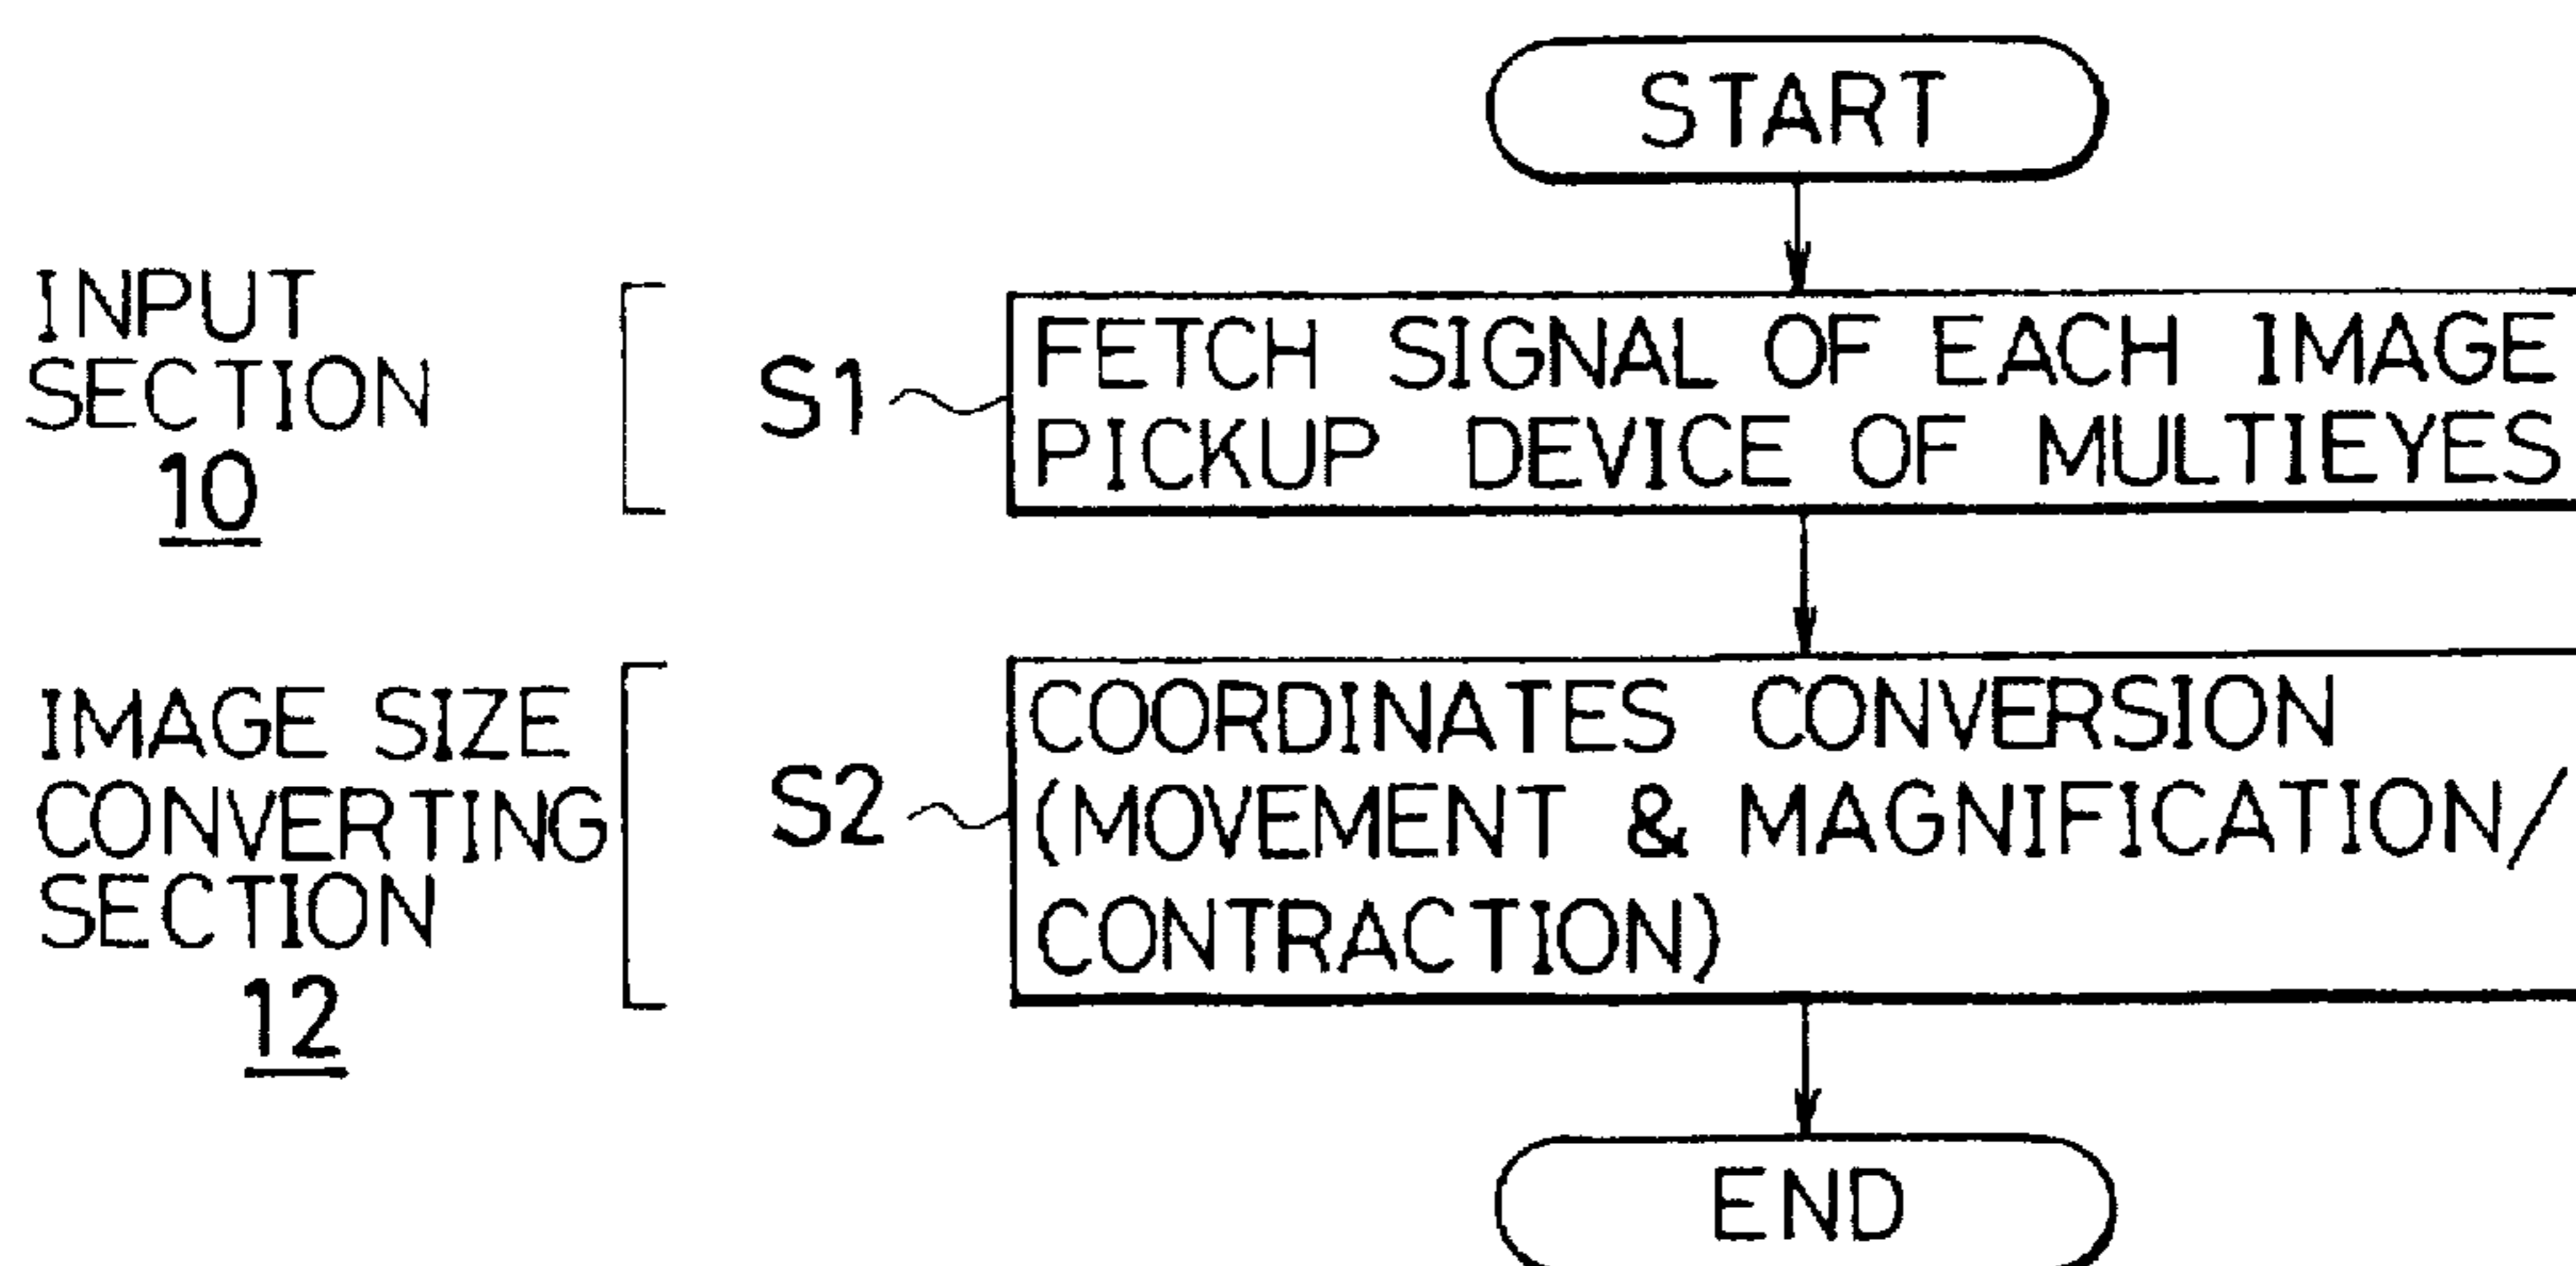 START
INPUT
SECTION
10
S1
FETCH SIGNAL OF EACH IMAGE
PICKUP DEVICE OF MULTIEYES
IMAGE SIZE
CONVERTING
SECTION
12
S2
COORDINATES CONVERSION
(MOVEMENT & MAGNIFICATION/
CONTRACTION)
END